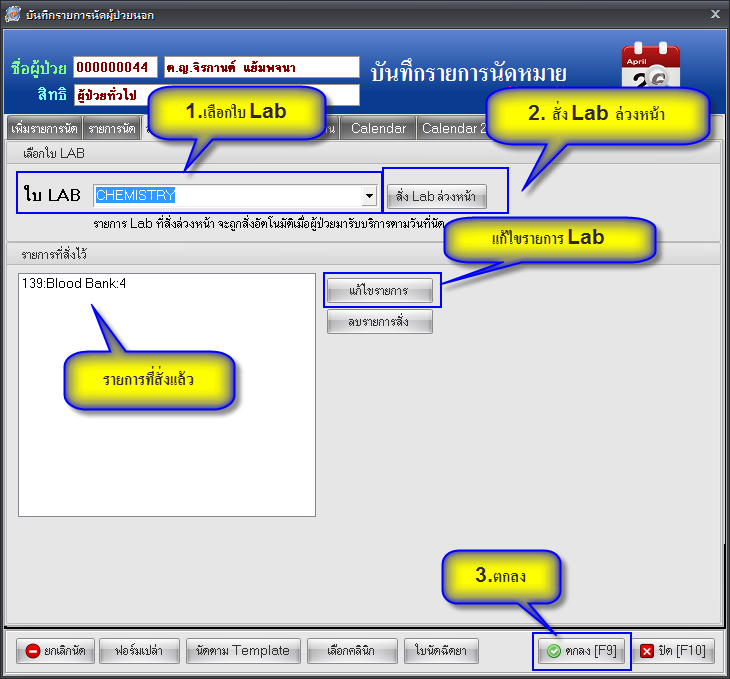 บันทึกรายการนัดผู้ป่วยนอก
ชื่อผู้ป่วย 000000044 ด.ญ.จิรกานต์ แย้มพจนา
บันทึกรายการนัดหมาย
April
26
สิทธิ ผู้ป่วยทั่วไป
1.เลือกใบ Lab
2. สั่ง Lab ล่วงหน้า
เพิ่มรายการนัด รายการนัด Calendar Calendar 2
เลือกใบ LAB
ใบ LAB CHEMISTRY สั่ง Lab ล่วงหน้า
รายการ Lab ที่สั่งล่วงหน้า จะถูกสั่งอัตโนมัติเมื่อผู้ป่วยมารับบริการตามวันที่นัด
แก้ไขรายการ Lab
รายการที่สั่งไว้
139:Blood Bank:4
แก้ไขรายการ
ลบรายการสั่ง
รายการที่สั่งแล้ว
3.ตกลง
ยกเลิกนัด ฟอร์มเปล่า นัดตาม Template เลือกคลินิก ใบนัดฉีดยา ตกลง [F9] ปิด [F10]